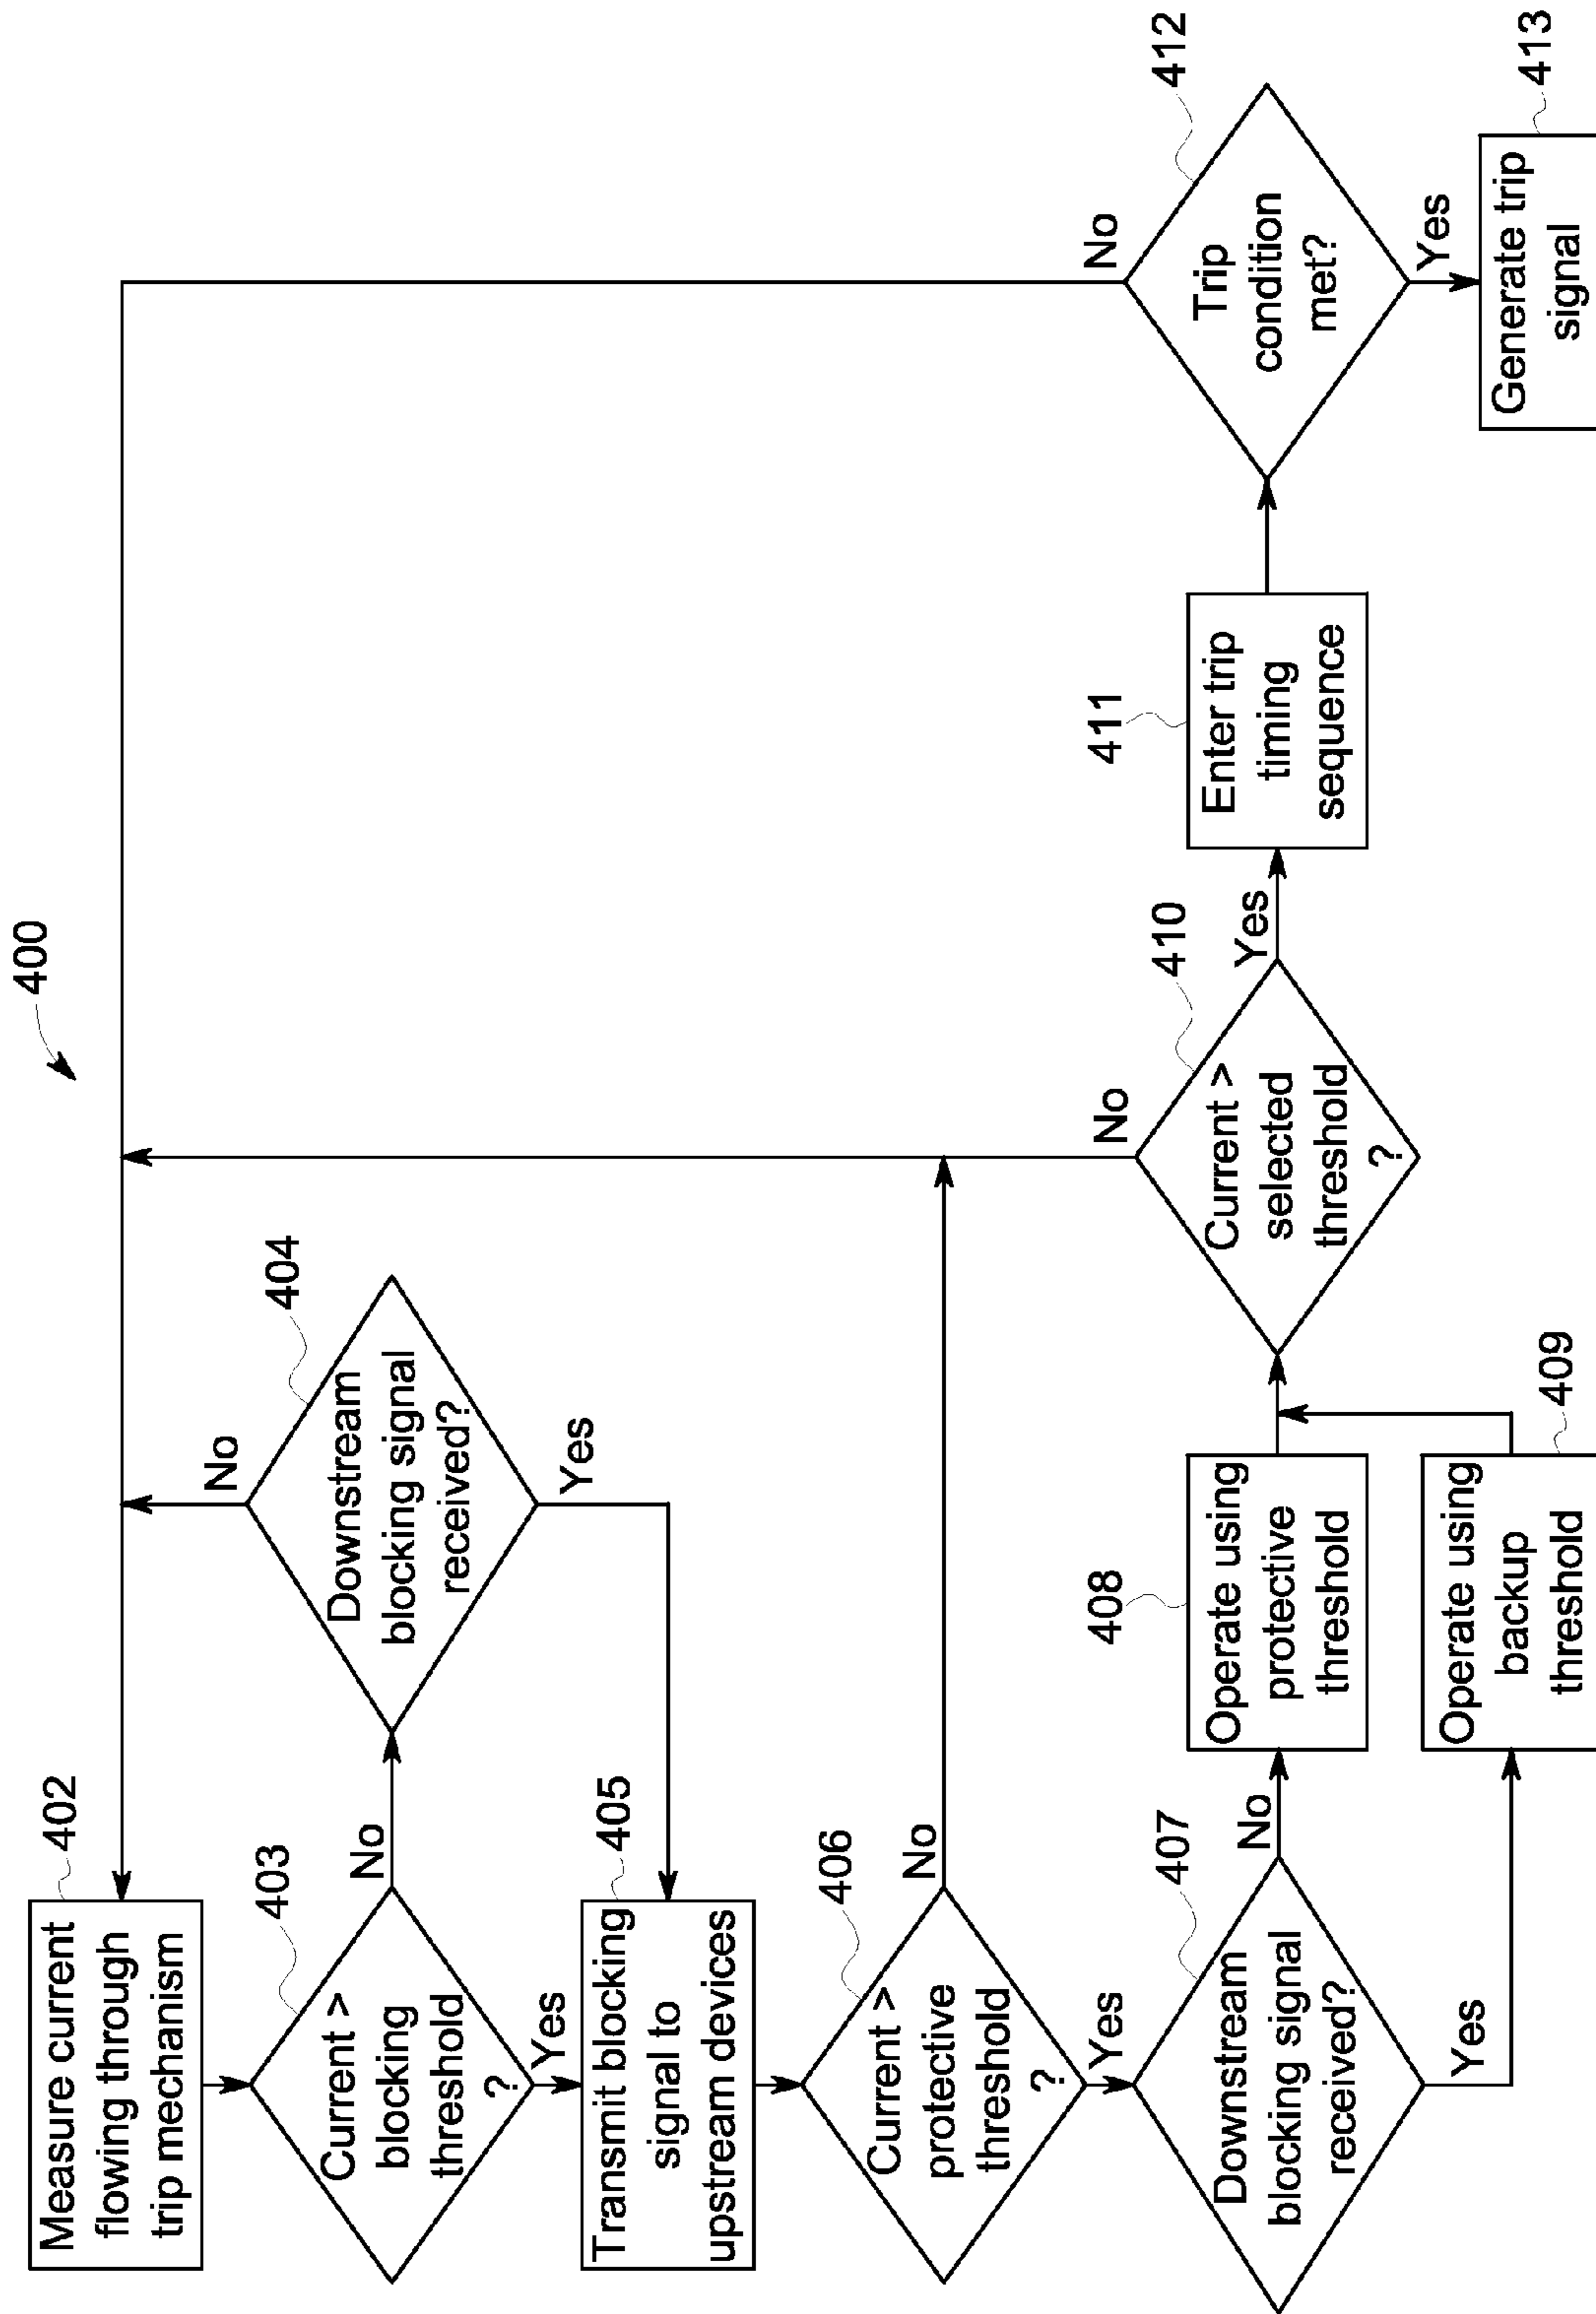 400
402
Measure current
flowing through
trip mechanism
403
Current >
blocking
threshold
?
No
Yes
404
Downstream
blocking signal
received?
No
Yes
405
Transmit blocking
signal to
upstream devices
406
Current >
protective
threshold
?
No
Yes
407
Downstream
blocking signal
received?
No
Yes
408
Operate using
protective
threshold
409
Operate using
backup
threshold
410
Current >
selected
threshold
?
No
Yes
411
Enter trip
timing
sequence
412
Trip
condition
met?
No
Yes
413
Generate trip
signal